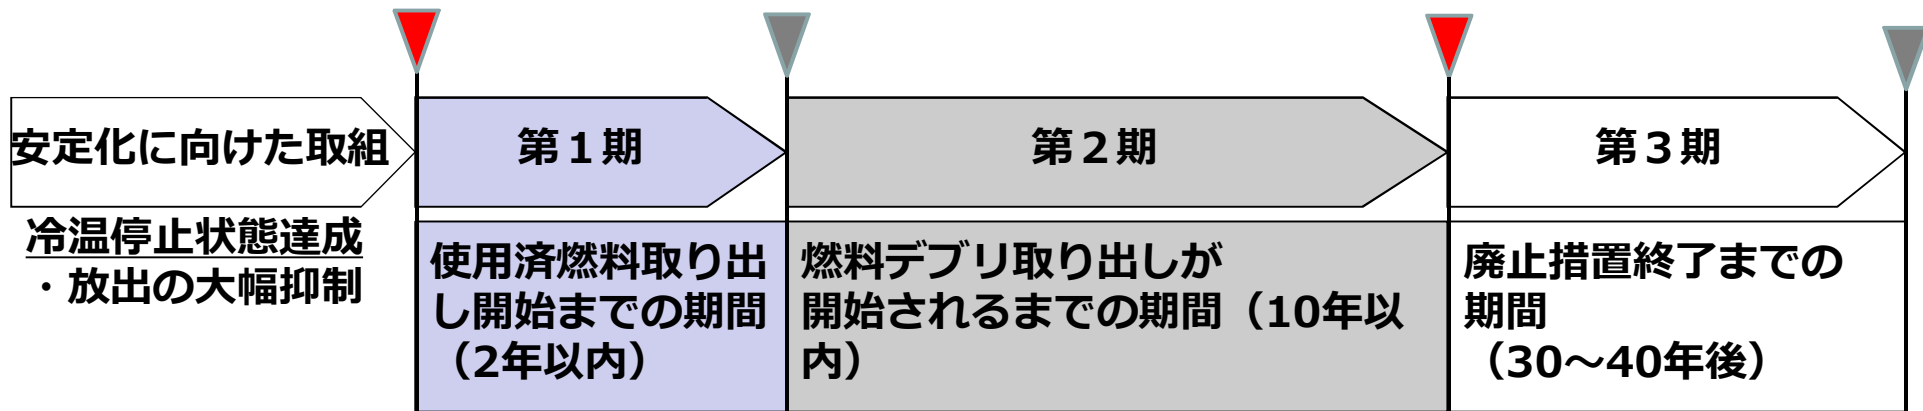 安定化に向けた取組
第１期
第２期
第３期
冷温停止状態達成
・放出の大幅抑制
使用済燃料取り出
し開始までの期間
（2年以内）
燃料デブリ取り出しが
開始されるまでの期間（10年以
内）
廃止措置終了までの
期間
（30～40年後）